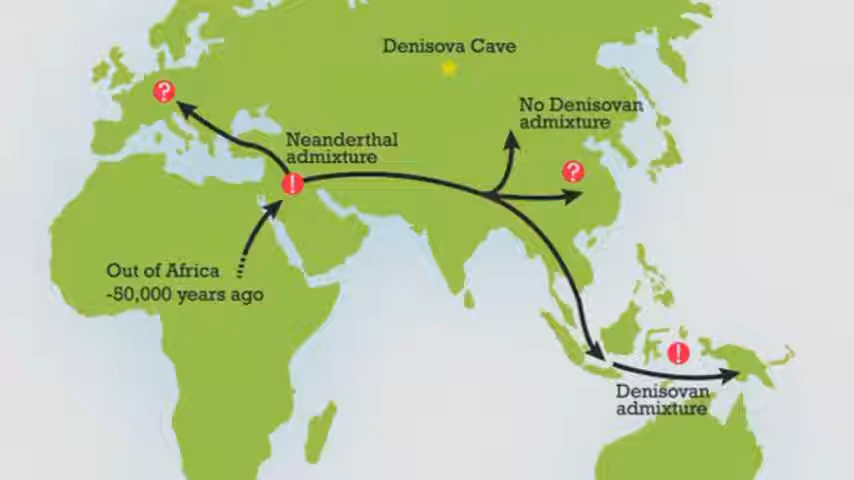 Denisova Cave
No Denisovan
admixture
?
Neanderthal
admixture
?
!
Out of Africa
-50,000 years ago
!
Denisovan
admixture